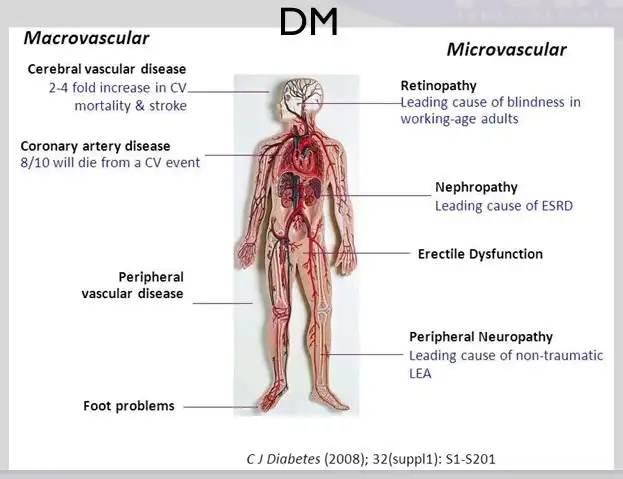 DM
Macrovascular
Cerebral vascular disease
2-4 fold increase in CV
mortality & stroke
Coronary artery disease
8/10 will die from a CV event
Peripheral
vascular disease
Foot problems
Microvascular
Retinopathy
Leading cause of blindness in
working-age adults
Nephropathy
Leading cause of ESRD
Erectile Dysfunction
Peripheral Neuropathy
Leading cause of non-traumatic
LEA
C J Diabetes (2008); 32(suppl1): S1-S201